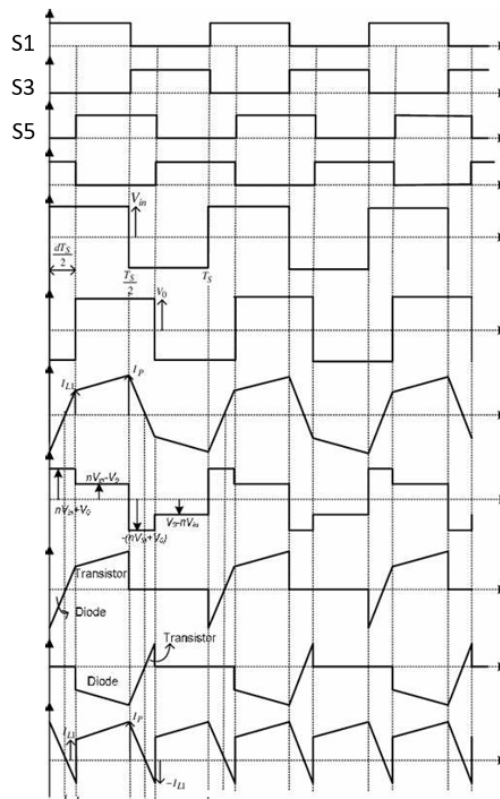 S1
S3
S5
V_in
dT_S/2
T_S/2
T_S
V_0
I_L1
I_P
nV_in-V_0
nV_in+V_0
-(nV_in+V_0)
V_0-nV_in
Transistor
Diode
Transistor
Diode
I_L1
I_P
-I_L1